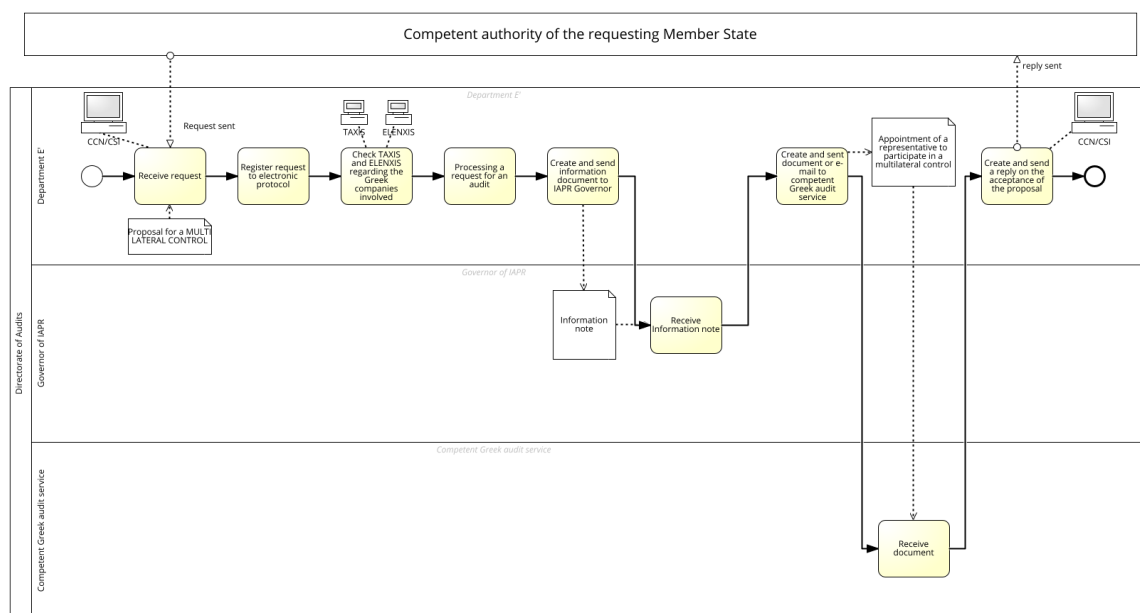 Competent authority of the requesting Member State
reply sent
Request sent
Department E'
CCN/CSI
TAXIS
ELENXIS
CCN/CSI
Directorate of Audits
Department E'
Receive request
Register request
to electronic
protocol
Check TAXIS
and ELENXIS
regarding the
Greek
companies
involved
Processing a
request for an
audit
Create and send
information
document to
IAPR Governor
Create and sent
document or e-
mail to
competent
Greek audit
service
Appointment of a
representative to
participate in a
multilateral control
Create and send
a reply on the
acceptance of
the proposal
Proposal for a MULTI
LATERAL CONTROL
Governor of IAPR
Governor of IAPR
Information
note
Receive
Information note
Competent Greek audit service
Competent Greek audit service
Receive
document